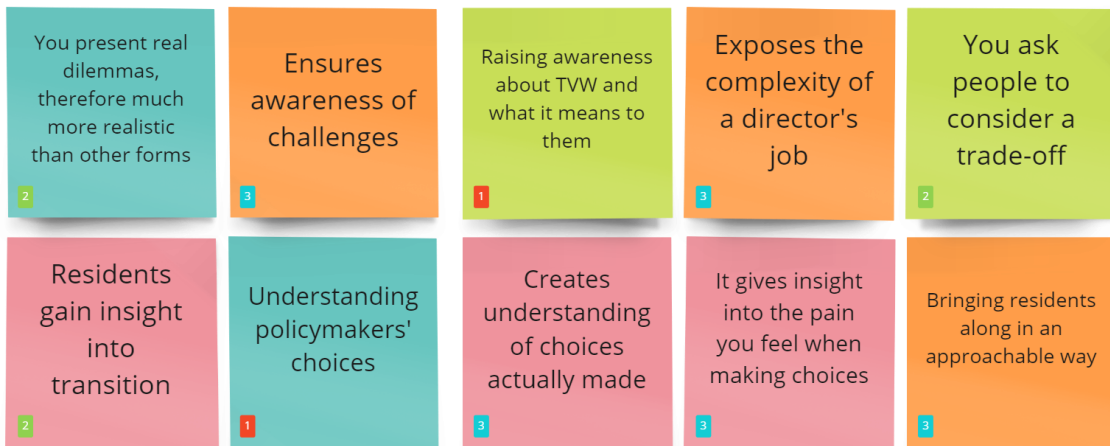 You present real
dilemmas,
therefore much
more realistic
than other forms
2
Ensures
awareness of
challenges
3
Raising awareness
about TVW and
what it means to
them
1
Exposes the
complexity of
a director's
job
3
You ask
people to
consider a
trade-off
2
Residents
gain insight
into
transition
2
Understanding
policymakers'
choices
1
Creates
understanding
of choices
actually made
3
It gives insight
into the pain
you feel when
making choices
3
Bringing residents
along in an
approachable way
3